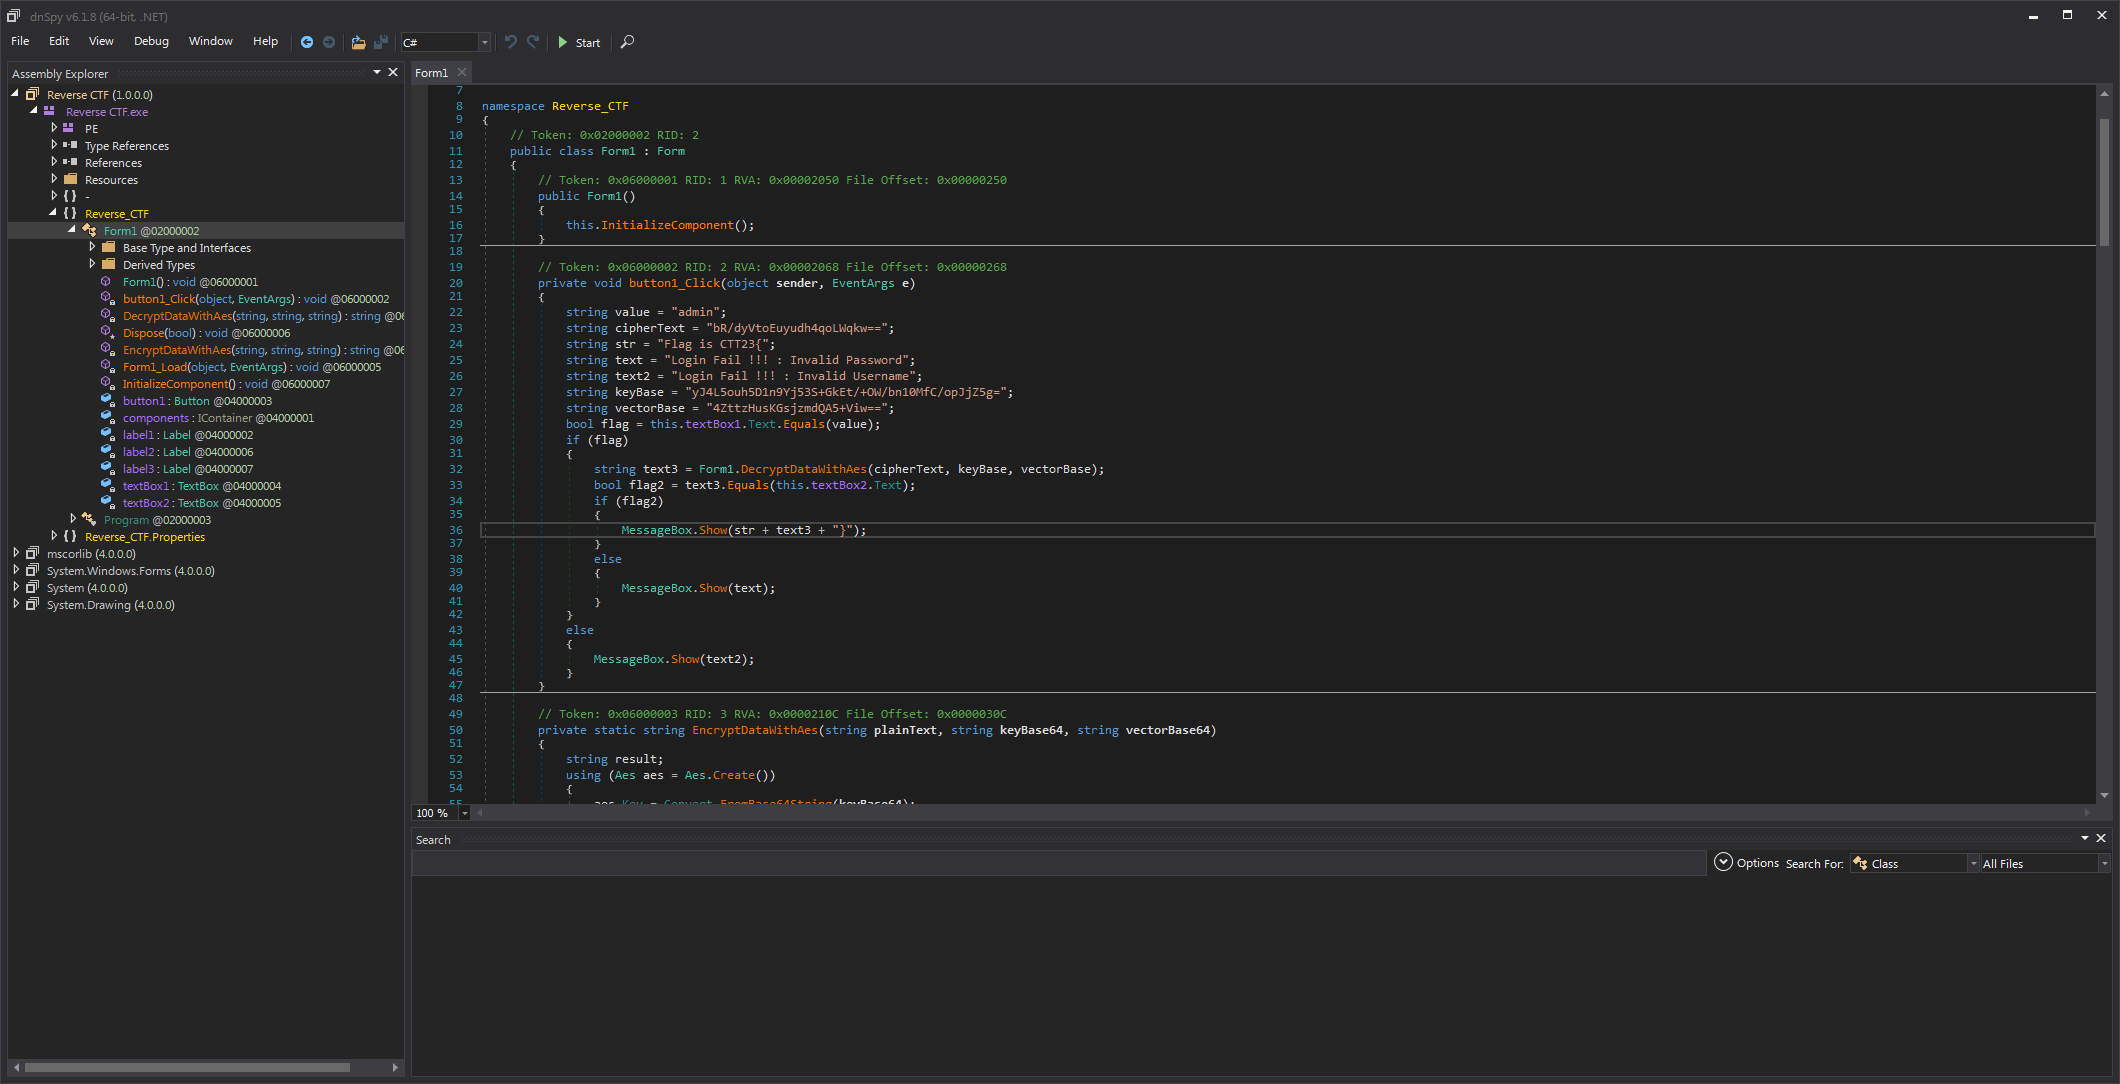 dnSpy v6.1.8 (64-bit, .NET)
File Edit View Debug Window Help C# Start
Assembly Explorer
Reverse CTF (1.0.0.0)
Reverse CTF.exe
PE
Type References
References
Resources
{ } -
{ } Reverse_CTF
Form1 @02000002
Base Type and Interfaces
Derived Types
Form1() : void @06000001
button1_Click(object, EventArgs) : void @06000002
DecryptDataWithAes(string, string, string) : string @06
Dispose(bool) : void @06000006
EncryptDataWithAes(string, string, string) : string @06
Form1_Load(object, EventArgs) : void @06000005
InitializeComponent() : void @06000007
button1 : Button @04000003
components : IContainer @04000001
label1 : Label @04000002
label2 : Label @04000006
label3 : Label @04000007
textBox1 : TextBox @04000004
textBox2 : TextBox @04000005
Program @02000003
{ } Reverse_CTF.Properties
mscorlib (4.0.0.0)
System.Windows.Forms (4.0.0.0)
System (4.0.0.0)
System.Drawing (4.0.0.0)
Form1
7
8 namespace Reverse_CTF
9 {
10 // Token: 0x02000002 RID: 2
11 public class Form1 : Form
12 {
13 // Token: 0x06000001 RID: 1 RVA: 0x00002050 File Offset: 0x00000250
14 public Form1()
15 {
16 this.InitializeComponent();
17 }
18
19 // Token: 0x06000002 RID: 2 RVA: 0x00002068 File Offset: 0x00000268
20 private void button1_Click(object sender, EventArgs e)
21 {
22 string value = "admin";
23 string cipherText = "bR/dyVtoEuyudh4qoLWqkw==";
24 string str = "Flag is CTT23{";
25 string text = "Login Fail !!! : Invalid Password";
26 string text2 = "Login Fail !!! : Invalid Username";
27 string keyBase = "yJ4L5ouh5D1n9Yj53S+GkEt/+OW/bn10MfC/opJjZ5g=";
28 string vectorBase = "4ZttzHusKGsjzmdQA5+Viw==";
29 bool flag = this.textBox1.Text.Equals(value);
30 if (flag)
31 {
32 string text3 = Form1.DecryptDataWithAes(cipherText, keyBase, vectorBase);
33 bool flag2 = text3.Equals(this.textBox2.Text);
34 if (flag2)
35 {
36 MessageBox.Show(str + text3 + "}");
37 }
38 else
39 {
40 MessageBox.Show(text);
41 }
42 }
43 else
44 {
45 MessageBox.Show(text2);
46 }
47 }
48
49 // Token: 0x06000003 RID: 3 RVA: 0x0000210C File Offset: 0x0000030C
50 private static string EncryptDataWithAes(string plainText, string keyBase64, string vectorBase64)
51 {
52 string result;
53 using (Aes aes = Aes.Create())
54 {
55 aes.Key = Convert.FromBase64String(keyBase64);
100 %
Search
Options Search For: Class All Files